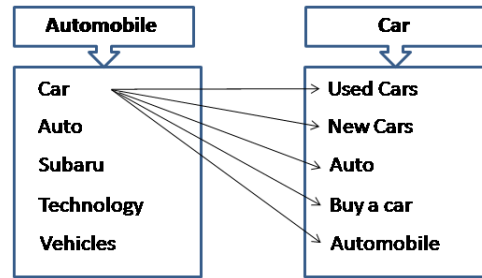 Automobile
Car
Car
Auto
Subaru
Technology
Vehicles
Used Cars
New Cars
Auto
Buy a car
Automobile